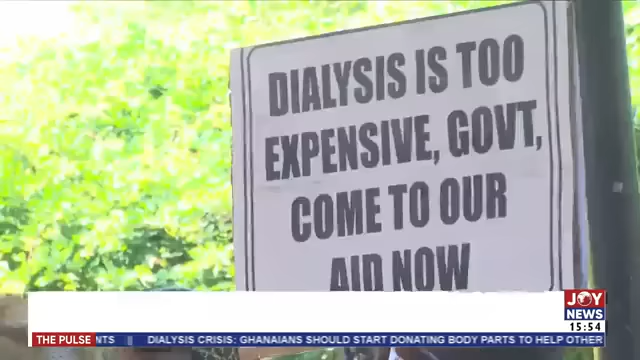 DIALYSIS IS TOO
EXPENSIVE, GOVT,
COME TO OUR
AID NOW
JOY
NEWS
15:54
THE PULSE
NTS || DIALYSIS CRISIS: GHANAIANS SHOULD START DONATING BODY PARTS TO HELP OTHER